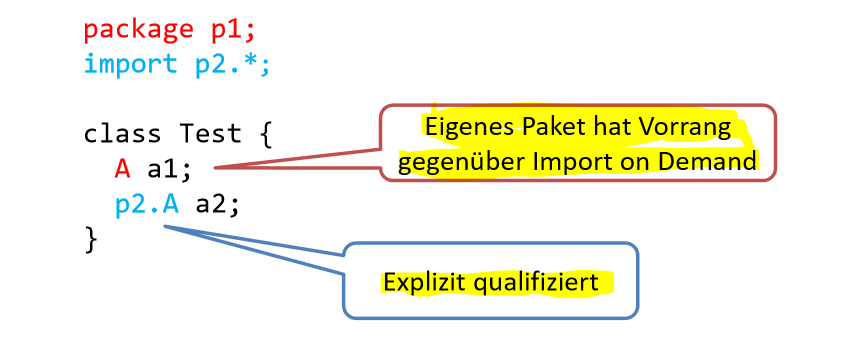 package p1;
import p2.*;
class Test {
A a1;
p2.A a2;
}
Eigenes Paket hat Vorrang
gegenüber Import on Demand
Explizit qualifiziert